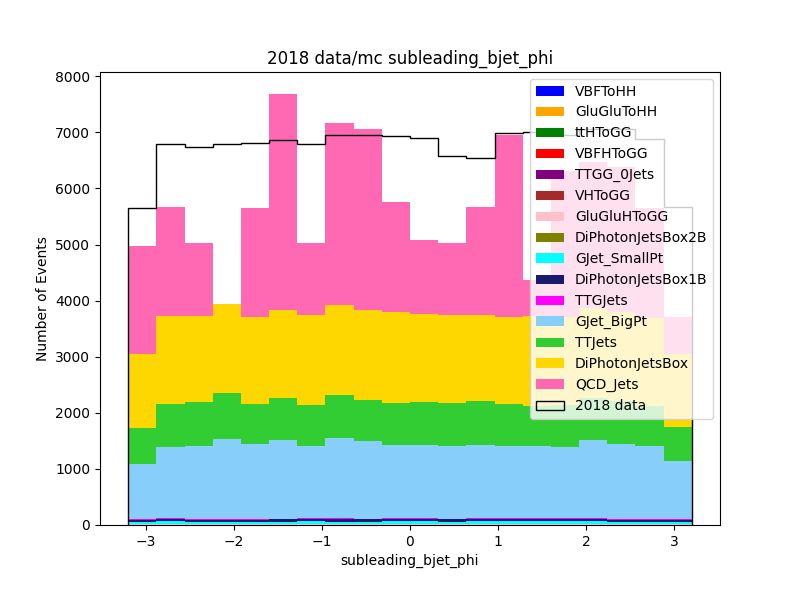 2018 data/mc subleading_bjet_phi
Number of Events
8000
7000
6000
5000
4000
3000
2000
1000
0
−3
−2
−1
0
1
2
3
subleading_bjet_phi
VBFToHH
GluGluToHH
ttHToGG
VBFHToGG
TTGG_0Jets
VHToGG
GluGluHToGG
DiPhotonJetsBox2B
GJet_SmallPt
DiPhotonJetsBox1B
TTGJets
GJet_BigPt
TTJets
DiPhotonJetsBox
QCD_Jets
2018 data